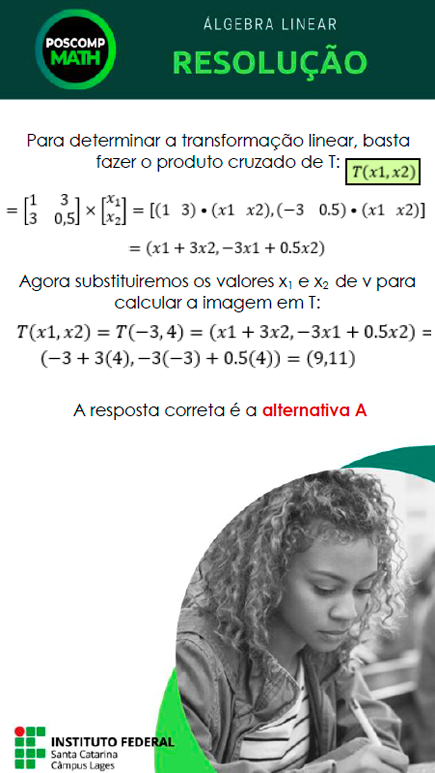 POSCOMP
MATH
ÁLGEBRA LINEAR
RESOLUÇÃO
Para determinar a transformação linear, basta
fazer o produto cruzado de T: T(x1, x2)
= [1 3 3 0,5] × [x₁ x₂] = [(1 3) • (x1 x2), (−3 0.5) • (x1 x2)]
= (x1 + 3x2, −3x1 + 0.5x2)
Agora substituiremos os valores x₁ e x₂ de v para
calcular a imagem em T:
T(x1, x2) = T(−3, 4) = (x1 + 3x2, −3x1 + 0.5x2) =
(−3 + 3(4), −3(−3) + 0.5(4)) = (9,11)
A resposta correta é a alternativa A
INSTITUTO FEDERAL
Santa Catarina
Câmpus Lages